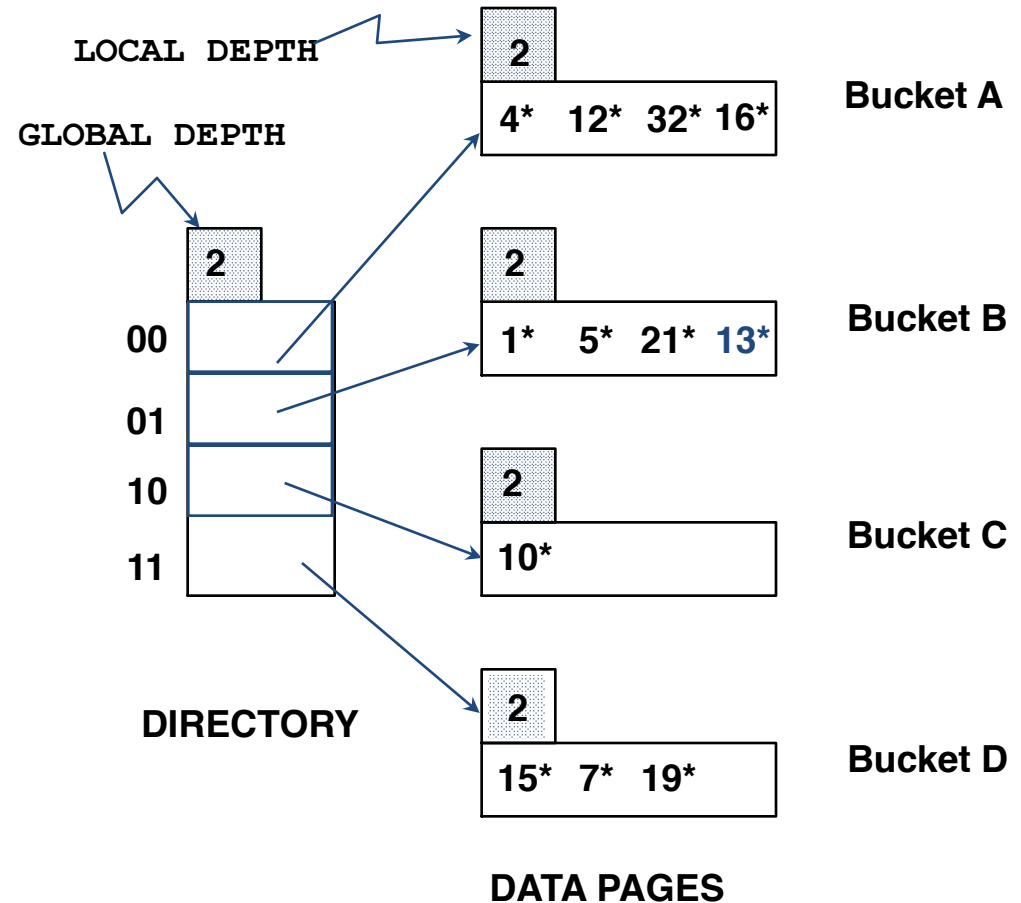 LOCAL DEPTH
GLOBAL DEPTH
2
00
01
10
11
DIRECTORY
2
4* 12* 32* 16*
Bucket A
2
1* 5* 21* 13*
Bucket B
2
10*
Bucket C
2
15* 7* 19*
Bucket D
DATA PAGES